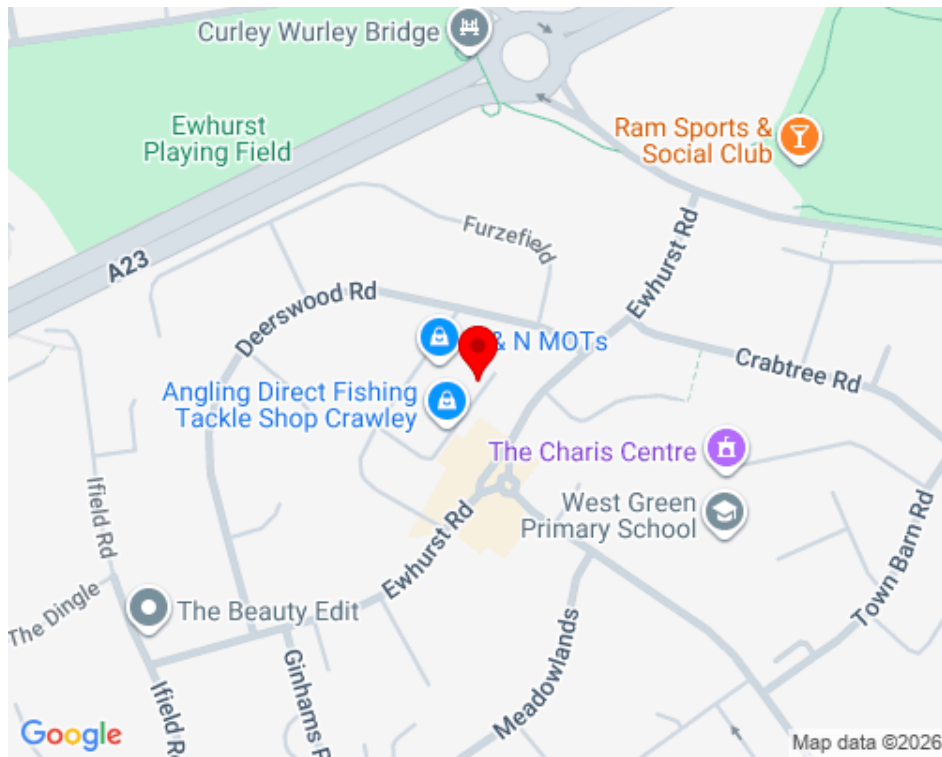 Curley Wurley Bridge
Ewhurst
Playing Field
Ram Sports &
Social Club
A23
Furzefield
Ewhurst Rd
Deerswood Rd
& N MOTs
Crabtree Rd
Angling Direct Fishing
Tackle Shop Crawley
The Charis Centre
Ifield Rd
West Green
Primary School
Ewhurst Rd
Town Barn Rd
The Dingle
The Beauty Edit
Meadowlands
Ginhams R
Ifield R
Google
Map data ©2026